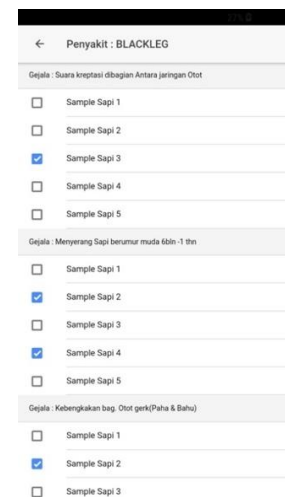 Penyakit : BLACKLEG
Gejala : Suara kreptasi dibagian Antara jaringan Otot
Sample Sapi 1
Sample Sapi 2
Sample Sapi 3
Sample Sapi 4
Sample Sapi 5
Gejala : Menyerang Sapi berumur muda 6bln -1 thn
Sample Sapi 1
Sample Sapi 2
Sample Sapi 3
Sample Sapi 4
Sample Sapi 5
Gejala : Kebengkakan bag. Otot gerk(Paha & Bahu)
Sample Sapi 1
Sample Sapi 2
Sample Sapi 3